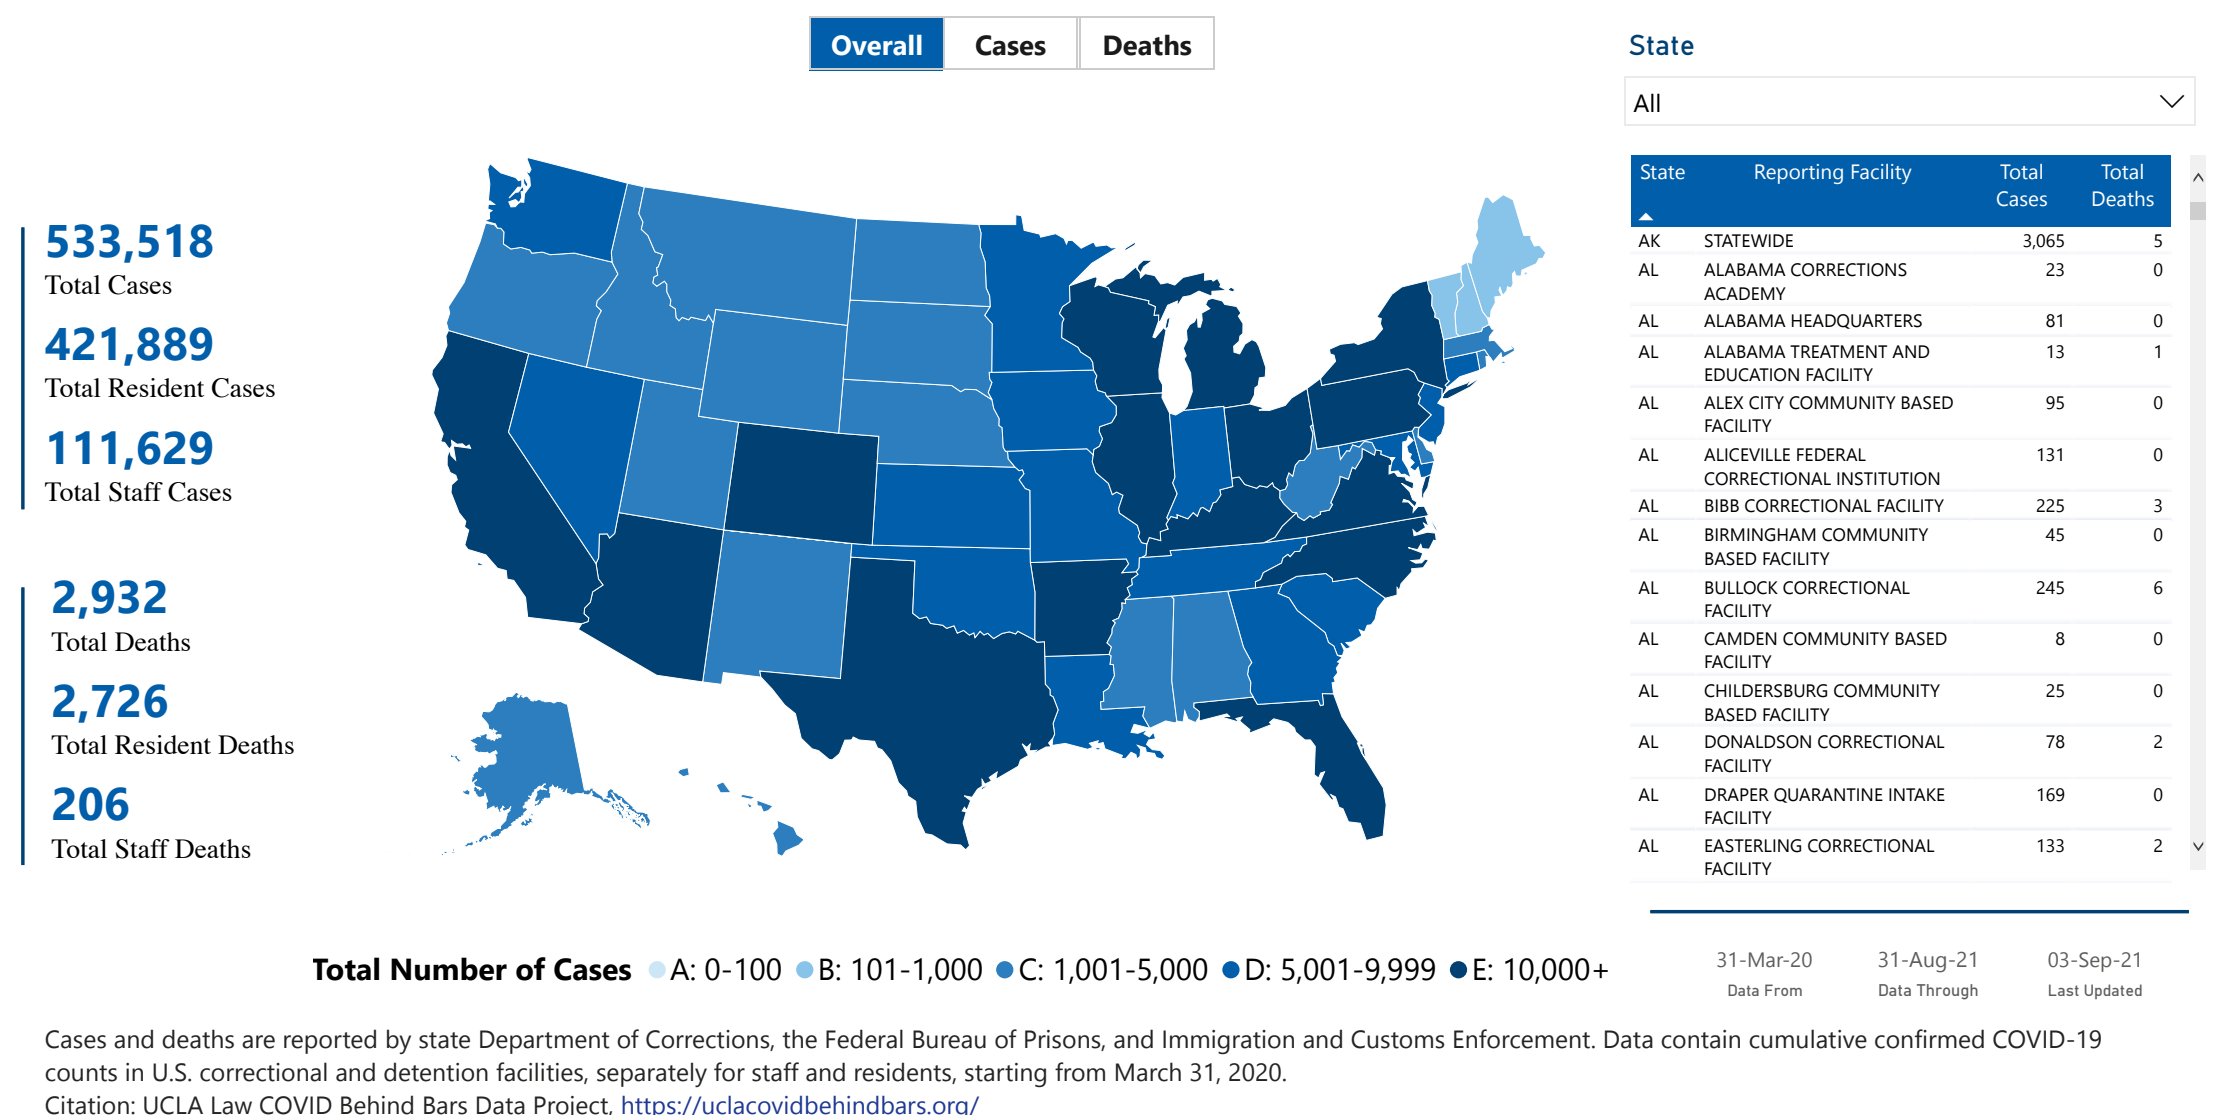 Overall Cases Deaths
State
All
533,518
Total Cases
421,889
Total Resident Cases
111,629
Total Staff Cases
2,932
Total Deaths
2,726
Total Resident Deaths
206
Total Staff Deaths
State Reporting Facility Total Cases Total Deaths
AK STATEWIDE 3,065 5
AL ALABAMA CORRECTIONS 23 0
ACADEMY
AL ALABAMA HEADQUARTERS 81 0
AL ALABAMA TREATMENT AND 13 1
EDUCATION FACILITY
AL ALEX CITY COMMUNITY BASED 95 0
FACILITY
AL ALICEVILLE FEDERAL 131 0
CORRECTIONAL INSTITUTION
AL BIBB CORRECTIONAL FACILITY 225 3
AL BIRMINGHAM COMMUNITY 45 0
BASED FACILITY
AL BULLOCK CORRECTIONAL 245 6
FACILITY
AL CAMDEN COMMUNITY BASED 8 0
FACILITY
AL CHILDERSBURG COMMUNITY 25 0
BASED FACILITY
AL DONALDSON CORRECTIONAL 78 2
FACILITY
AL DRAPER QUARANTINE INTAKE 169 0
FACILITY
AL EASTERLING CORRECTIONAL 133 2
FACILITY
Total Number of Cases A: 0-100 B: 101-1,000 C: 1,001-5,000 D: 5,001-9,999 E: 10,000+
31-Mar-20 31-Aug-21 03-Sep-21
Data From Data Through Last Updated
Cases and deaths are reported by state Department of Corrections, the Federal Bureau of Prisons, and Immigration and Customs Enforcement. Data contain cumulative confirmed COVID-19
counts in U.S. correctional and detention facilities, separately for staff and residents, starting from March 31, 2020.
Citation: UCLA Law COVID Behind Bars Data Project, https://uclacovidbehindbars.org/